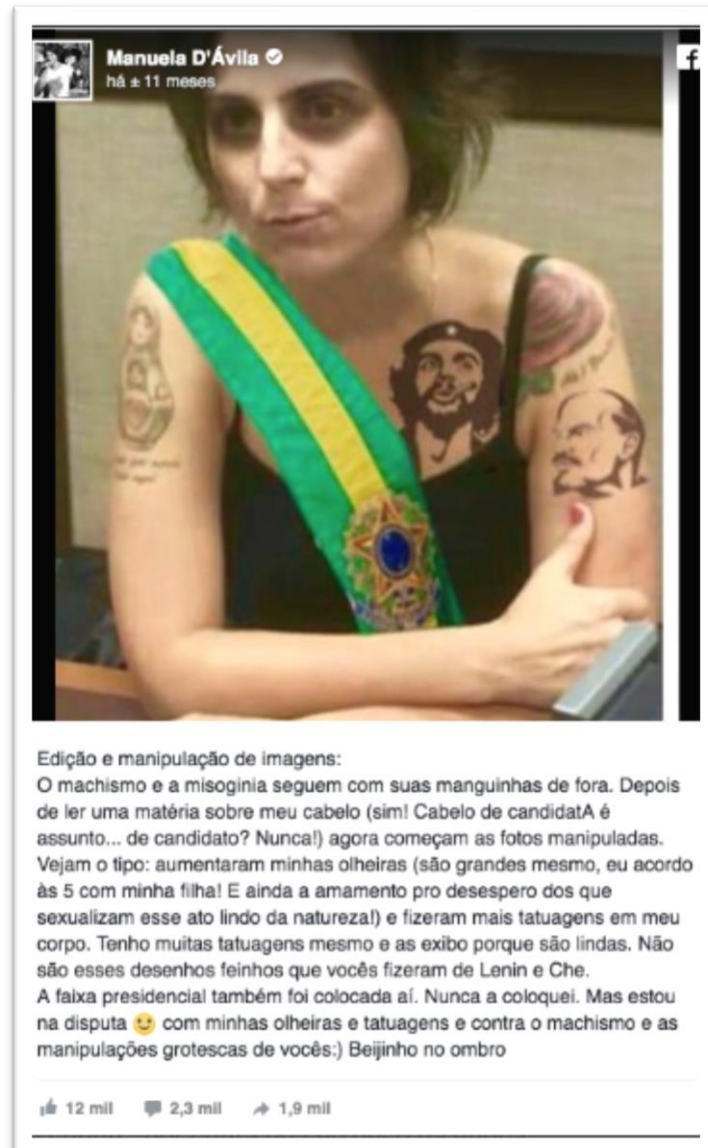 Manuela D'Ávila
há ± 11 meses
f
Edição e manipulação de imagens:
O machismo e a misoginia seguem com suas manguinhas de fora. Depois
de ler uma matéria sobre meu cabelo (sim! Cabelo de candidatA é
assunto... de candidato? Nunca!) agora começam as fotos manipuladas.
Vejam o tipo: aumentaram minhas olheiras (são grandes mesmo, eu acordo
às 5 com minha filha! E ainda a amamento pro desespero dos que
sexualizam esse ato lindo da natureza!) e fizeram mais tatuagens em meu
corpo. Tenho muitas tatuagens mesmo e as exibo porque são lindas. Não
são esses desenhos feinhos que vocês fizeram de Lenin e Che.
A faixa presidencial também foi colocada aí. Nunca a coloquei. Mas estou
na disputa 🙂 com minhas olheiras e tatuagens e contra o machismo e as
manipulações grotescas de vocês:) Beijinho no ombro
12 mil 2,3 mil 1,9 mil